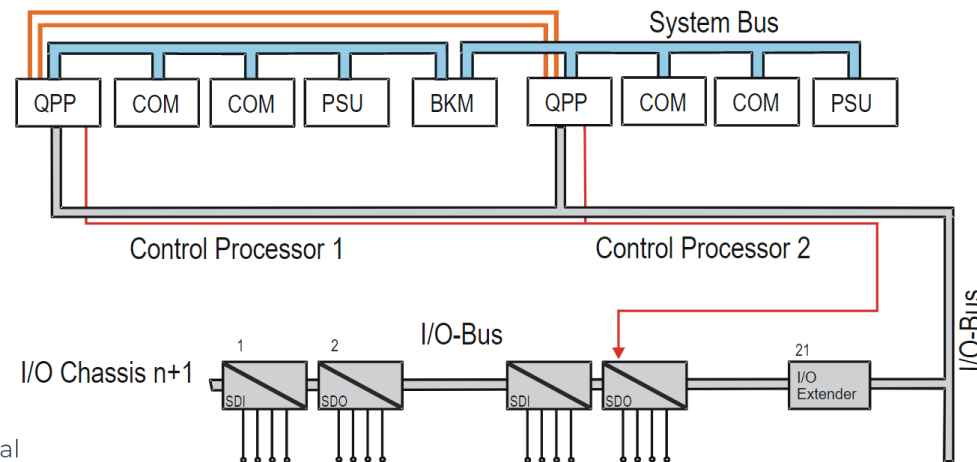 System Bus
QPP COM COM PSU BKM QPP COM COM PSU
Control Processor 1 Control Processor 2
I/O-Bus
I/O-Bus
1 2 21
I/O Chassis n+1
I/O
Extender
SDI SDO SDI SDO
al